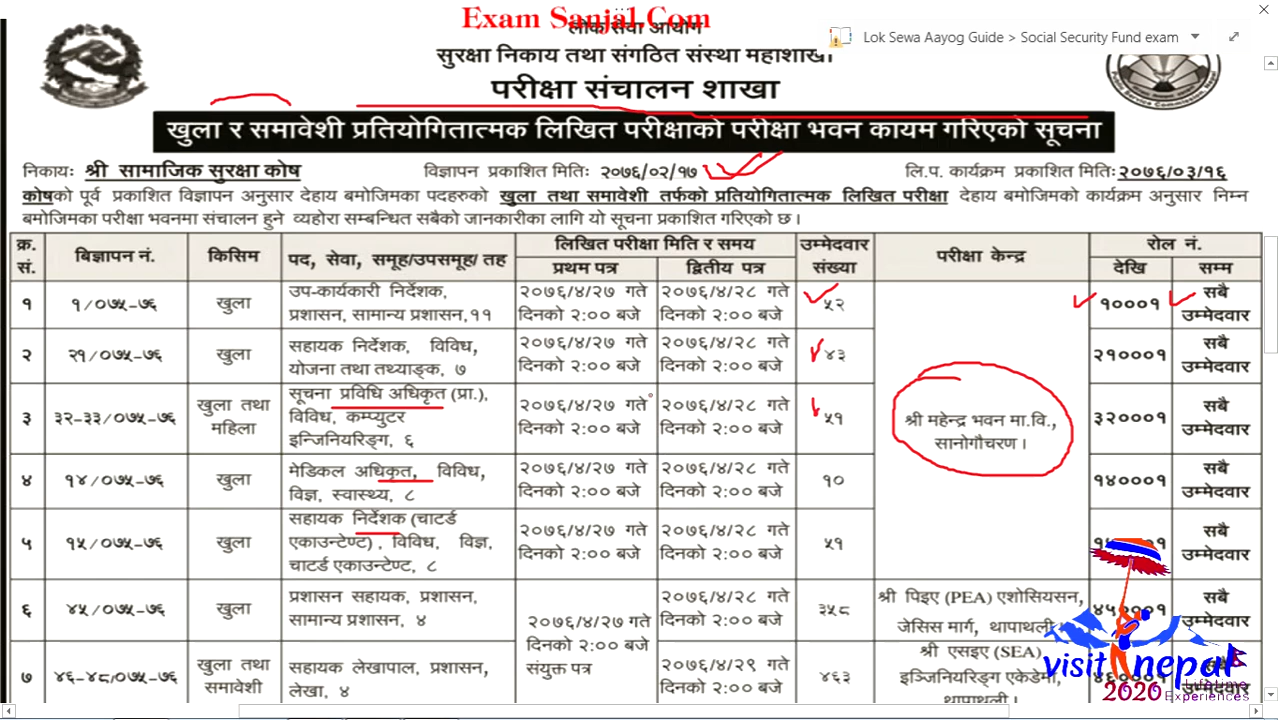 Exam Sanjal.Com
लोक सेवा आयोग
Lok Sewa Aayog Guide > Social Security Fund exam
सुरक्षा निकाय तथा संगठित संस्था महाशाखा
परीक्षा संचालन शाखा
खुला र समावेशी प्रतियोगितात्मक लिखित परीक्षाको परीक्षा भवन कायम गरिएको सूचना
निकायः श्री सामाजिक सुरक्षा कोष विज्ञापन प्रकाशित मितिः २०७६/०२/१७ लि.प. कार्यक्रम प्रकाशित मितिः२०७६/०३/१६
कोषको पूर्व प्रकाशित विज्ञापन अनुसार देहाय बमोजिमका पदहरुको खुला तथा समावेशी तर्फको प्रतियोगितात्मक लिखित परीक्षा देहाय बमोजिमको कार्यक्रम अनुसार निम्न
बमोजिमका परीक्षा भवनमा संचालन हुने व्यहोरा सम्बन्धित सबैको जानकारीका लागि यो सूचना प्रकाशित गरिएको छ ।
क्र. सं. बिज्ञापन नं. किसिम पद, सेवा, समूह/उपसमूह/ तह लिखित परीक्षा मिति र समय उम्मेदवार संख्या परीक्षा केन्द्र रोल नं.
प्रथम पत्र द्वितीय पत्र देखि सम्म
१ १/०७५-७६ खुला उप-कार्यकारी निर्देशक, २०७६/४/२७ गते २०७६/४/२८ गते ५२ १०००१ सबै
प्रशासन, सामान्य प्रशासन,११ दिनको २:०० बजे दिनको २:०० बजे उम्मेदवार
२ २१/०७५-७६ खुला सहायक निर्देशक, विविध, २०७६/४/२७ गते २०७६/४/२८ गते ४३ २१०००१ सबै
योजना तथा तथ्याङ्क, ७ दिनको २:०० बजे दिनको २:०० बजे उम्मेदवार
३ ३२-३३/०७५-७६ खुला तथा महिला सूचना प्रविधि अधिकृत (प्रा.), २०७६/४/२७ गते २०७६/४/२८ गते ५१ ३२०००१ सबै
विविध, कम्प्युटर दिनको २:०० बजे दिनको २:०० बजे श्री महेन्द्र भवन मा.वि., उम्मेदवार
इन्जिनियरिङ्ग, ६ सानोगौचरण ।
४ १४/०७५-७६ खुला मेडिकल अधिकृत, विविध, २०७६/४/२७ गते २०७६/४/२८ गते १० १४०००१ सबै
विज्ञ, स्वास्थ्य, ८ दिनको २:०० बजे दिनको २:०० बजे उम्मेदवार
५ १५/०७५-७६ खुला सहायक निर्देशक (चाटर्ड २०७६/४/२७ गते २०७६/४/२८ गते ५१ सबै
एकाउन्टेण्ट) , विविध, विज्ञ, दिनको २:०० बजे दिनको २:०० बजे उम्मेदवार
चाटर्ड एकाउन्टेण्ट, ८
६ ४५/०७५-७६ खुला प्रशासन सहायक, प्रशासन, २०७६/४/२७ गते २०७६/४/२८ गते ३५८ श्री पिइए (PEA) एशोसियसन, ४५०००१ सबै
सामान्य प्रशासन, ४ दिनको २:०० बजे दिनको २:०० बजे जेसिस मार्ग, थापाथली उम्मेदवार
७ ४६-४८/०७५-७६ खुला तथा समावेशी सहायक लेखापाल, प्रशासन, संयुक्त पत्र २०७६/४/२९ गते ४६३ श्री एसइए (SEA)
लेखा, ४ दिनको २:०० बजे इञ्जिनियरिङ्ग एकेडेमी, उम्मेदवार
थापाथली ।
visit nepal
2020 Lifetime Experiences